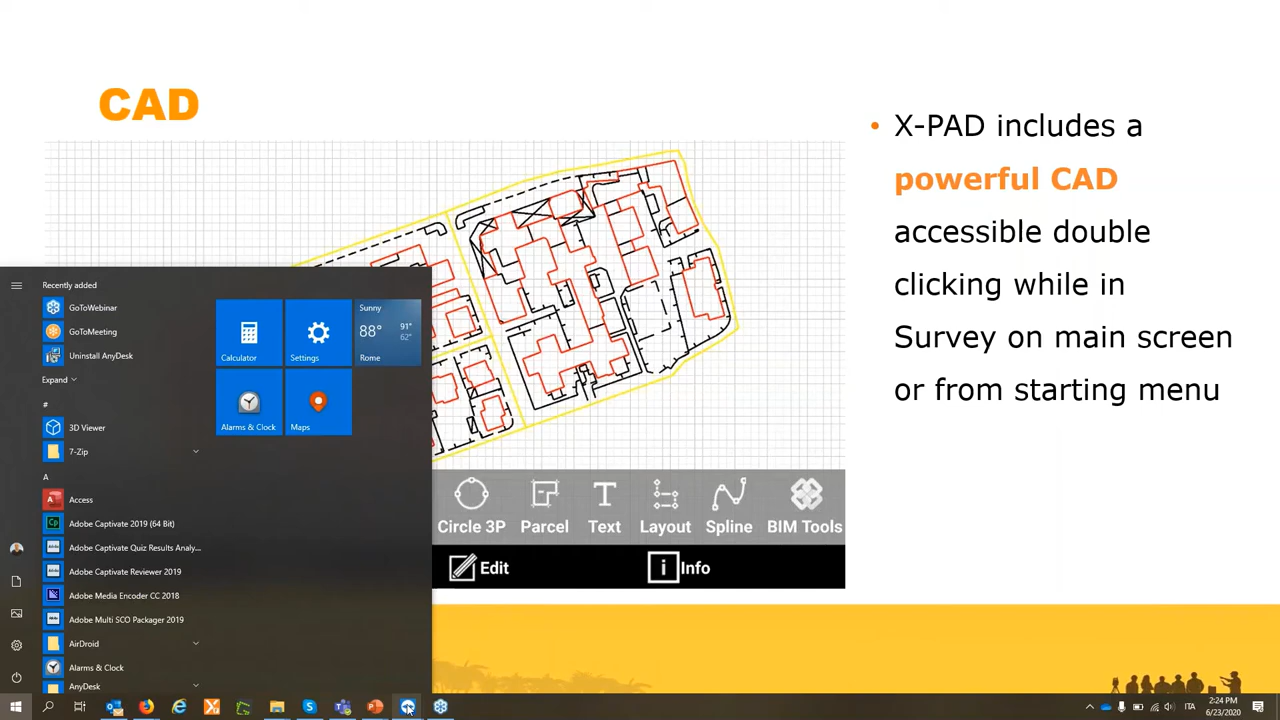 CAD
• X-PAD includes a
powerful CAD
accessible double
clicking while in
Survey on main screen
or from starting menu
Recently added
GoToWebinar
GoToMeeting
Uninstall AnyDesk
Expand
#
3D Viewer
7-Zip
A
Access
Adobe Captivate 2019 (64 Bit)
Adobe Captivate Quiz Results Analy...
Adobe Captivate Reviewer 2019
Adobe Media Encoder CC 2018
Adobe Multi SCO Packager 2019
AirDroid
Alarms & Clock
AnyDesk
Calculator
Settings
Sunny
88° 91°
62°
Rome
Alarms & Clock
Maps
Circle 3P Parcel Text Layout Spline BIM Tools
Edit Info
ITA
2:24 PM
6/23/2020